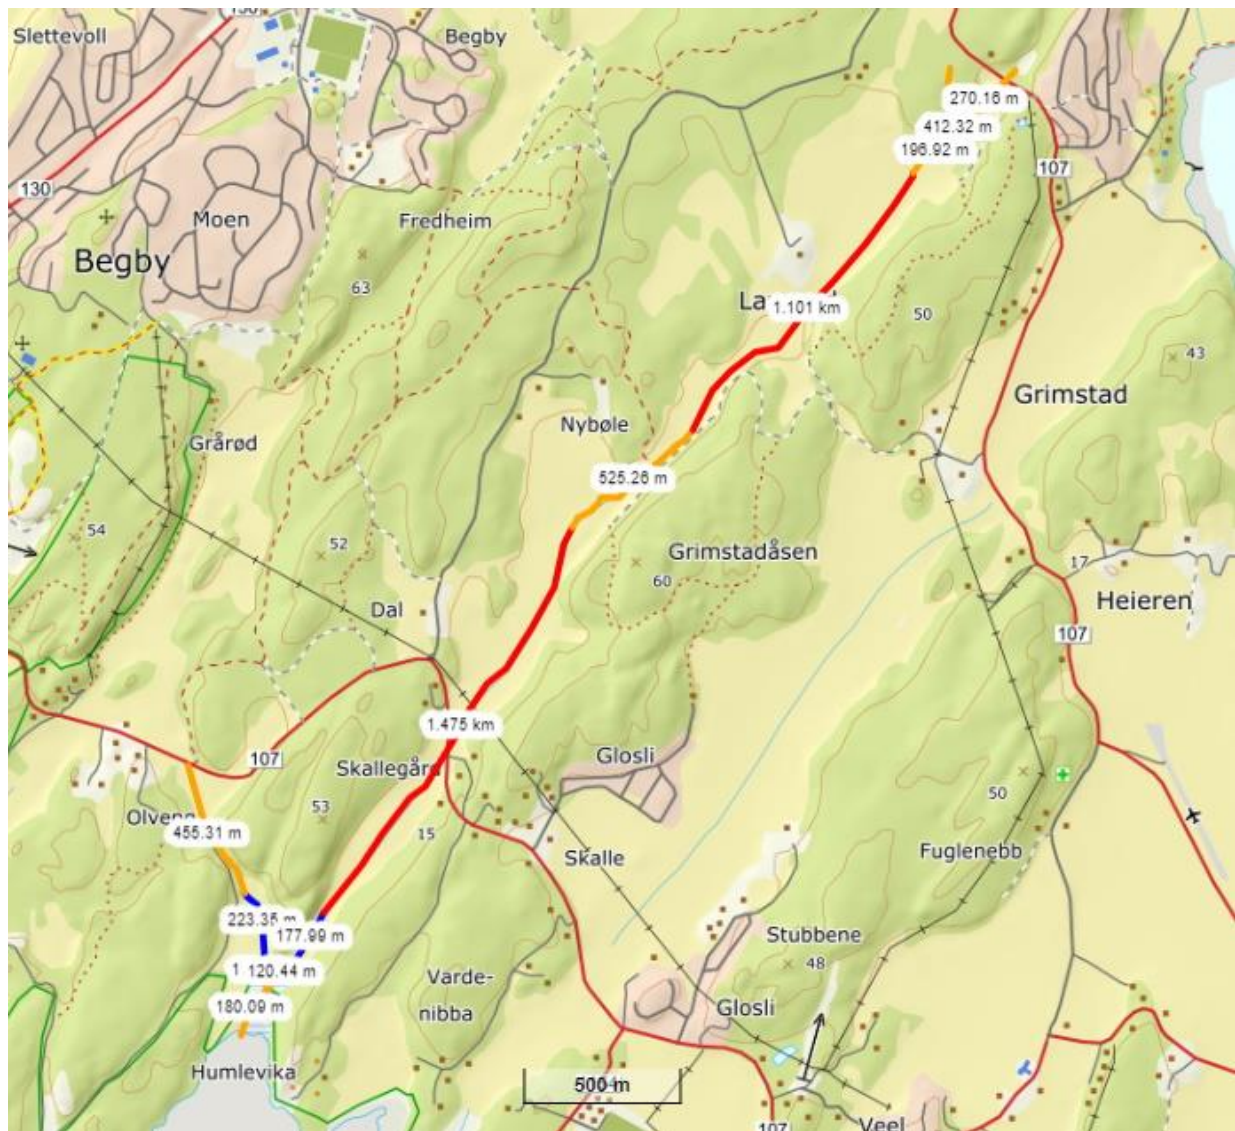 150
Slettevoll
Begby
270.16 m
412.32 m
196.92 m
107
130
Moen
Fredheim
Begby
63
1.101 km
50
43
Grimstad
Nybøle
Grårød
525.26 m
54
52
Grimstadåsen
60
17
Dal
Heieren
107
1.475 km
107
Skallegård
Glosli
53
50
455.31 m
15
Skalle
Fuglenebb
223.35 m
177.99 m
Stubbene
48
120.44 m
Varde-
nibba
180.09 m
Glosli
Humlevika
500 m
107
Veel